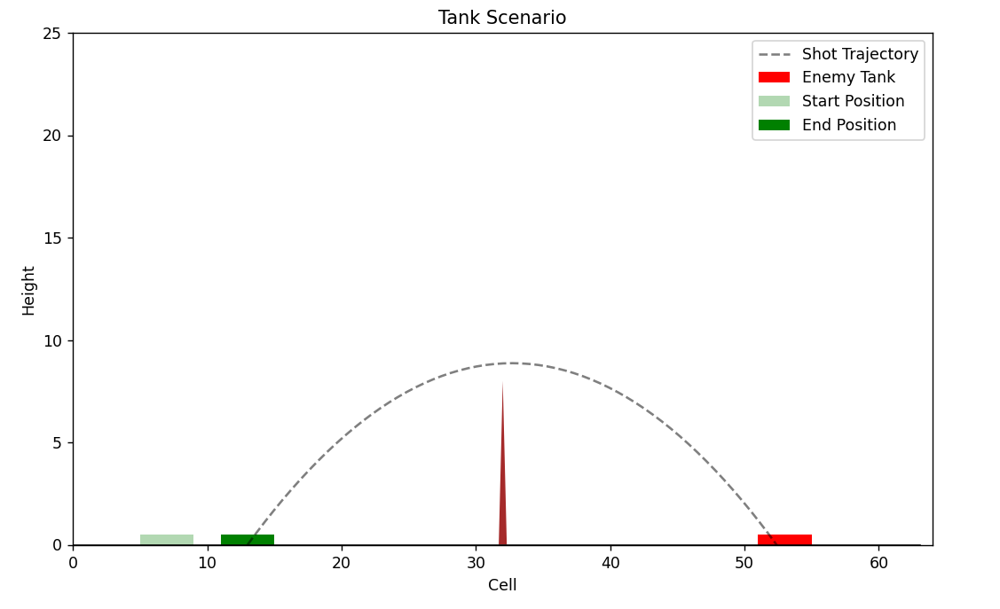 Tank Scenario
25
20
15
10
5
0
Height
Shot Trajectory
Enemy Tank
Start Position
End Position
0 10 20 30 40 50 60
Cell